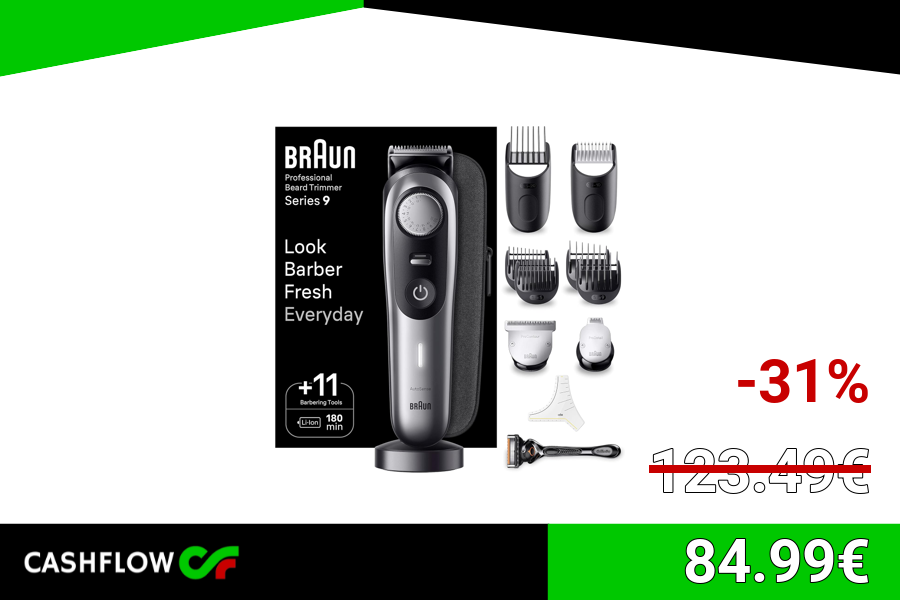 BRAUN
Professional
Beard Trimmer
Series 9
Look
Barber
Fresh
Everyday
+11
Barbering Tools
Li-Ion
180
min
BRAUN
-31%
123.49€
CASHFLOW
84.99€